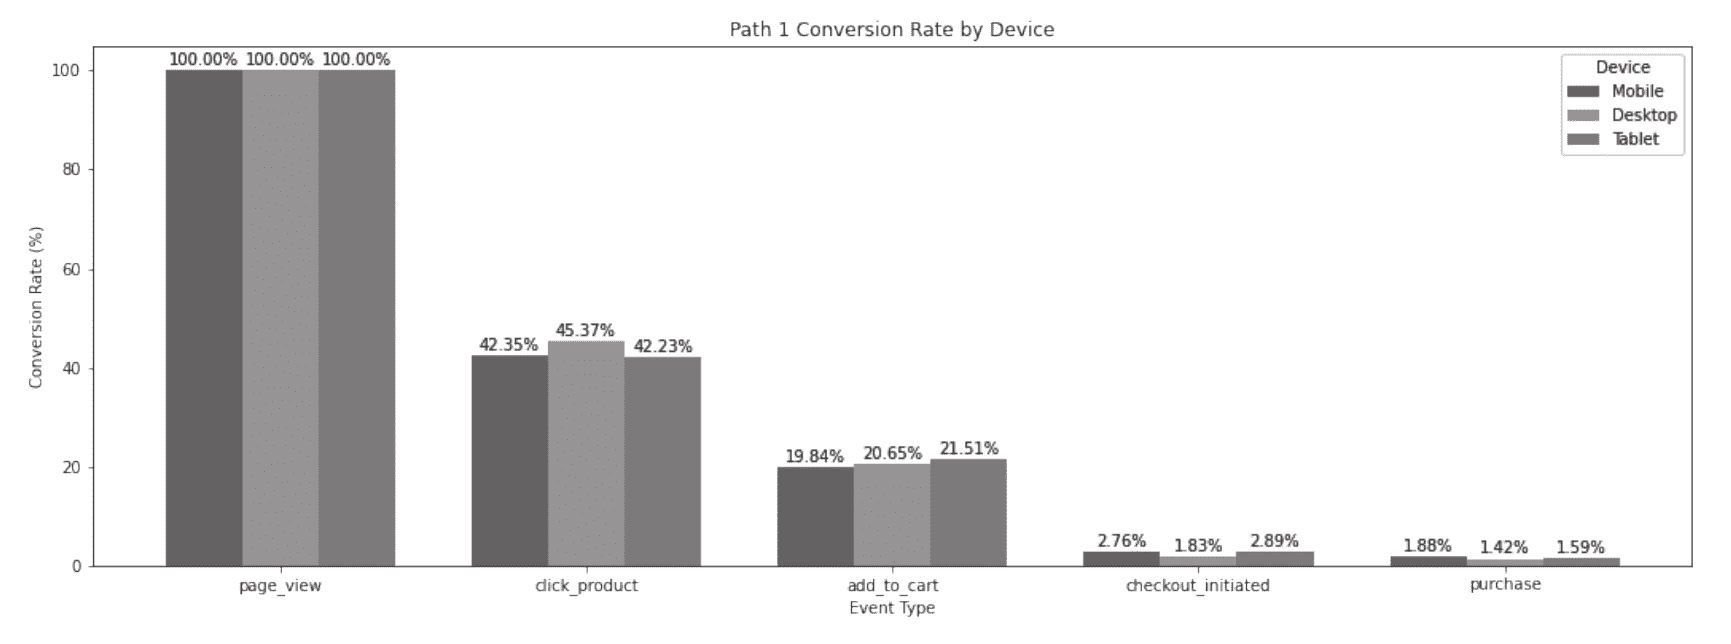 Path 1 Conversion Rate by Device
Conversion Rate (%)
100
80
60
40
20
0
100.00% 100.00% 100.00%
42.35% 45.37% 42.23%
19.84% 20.65% 21.51%
2.76% 1.83% 2.89%
1.88% 1.42% 1.59%
Device
Mobile
Desktop
Tablet
page_view click_product add_to_cart checkout_initiated purchase
Event Type